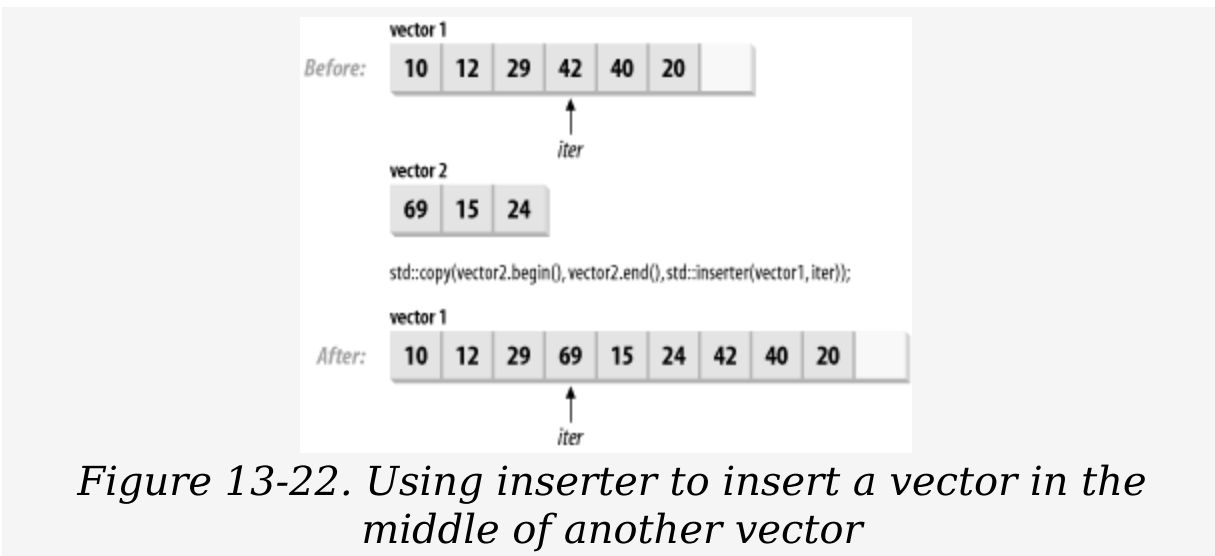 vector 1
Before: 10 12 29 42 40 20
iter
vector 2
69 15 24
std::copy(vector2.begin(), vector2.end(), std::inserter(vector1, iter));
vector 1
After: 10 12 29 69 15 24 42 40 20
iter
Figure 13-22. Using inserter to insert a vector in the
middle of another vector